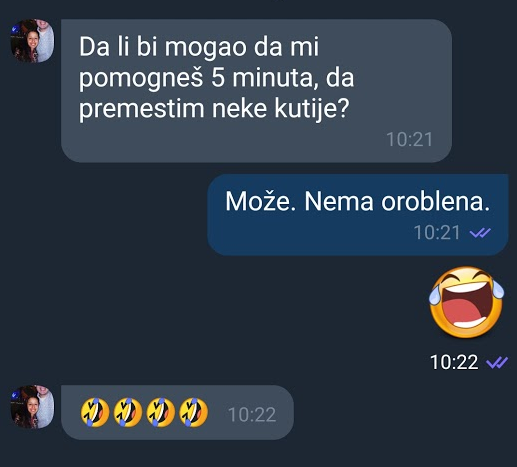 Da li bi mogao da mi
pomogneš 5 minuta, da
premestim neke kutije?
10:21
Može. Nema oroblena.
10:21
10:22
🤣🤣🤣🤣 10:22